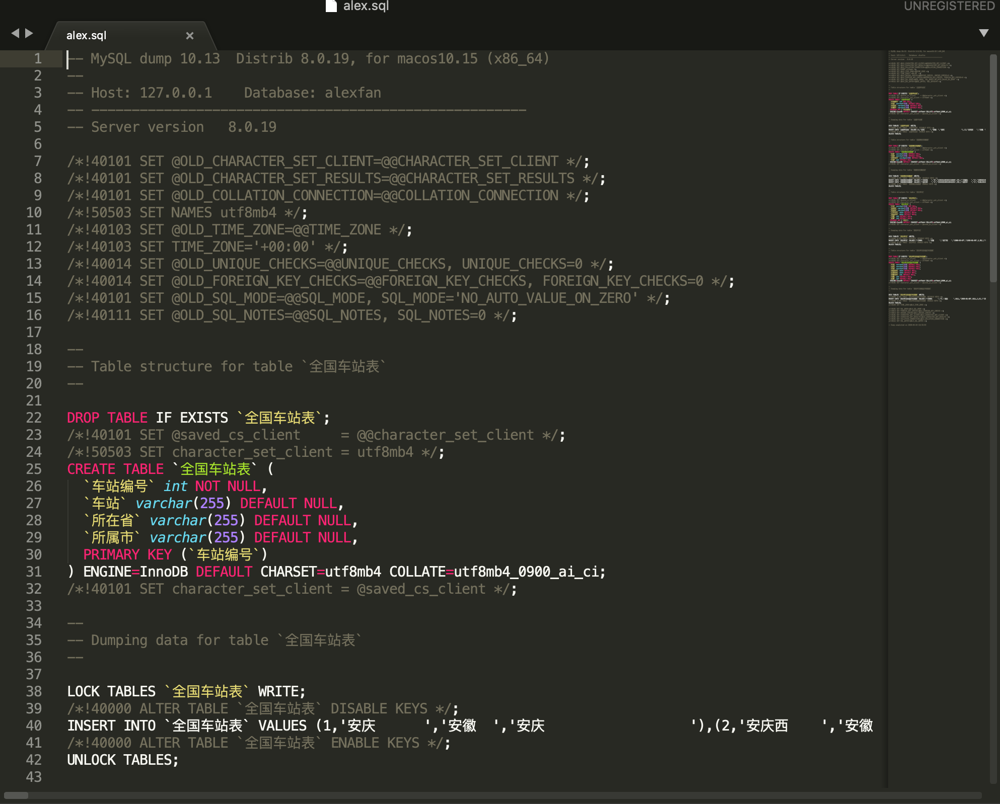 alex.sql
UNREGISTERED
alex.sql
1 -- MySQL dump 10.13  Distrib 8.0.19, for macos10.15 (x86_64)
2 --
3 -- Host: 127.0.0.1    Database: alexfan
4 -- ------------------------------------------------------
5 -- Server version	8.0.19
6
7 /*!40101 SET @OLD_CHARACTER_SET_CLIENT=@@CHARACTER_SET_CLIENT */;
8 /*!40101 SET @OLD_CHARACTER_SET_RESULTS=@@CHARACTER_SET_RESULTS */;
9 /*!40101 SET @OLD_COLLATION_CONNECTION=@@COLLATION_CONNECTION */;
10 /*!50503 SET NAMES utf8mb4 */;
11 /*!40103 SET @OLD_TIME_ZONE=@@TIME_ZONE */;
12 /*!40103 SET TIME_ZONE='+00:00' */;
13 /*!40014 SET @OLD_UNIQUE_CHECKS=@@UNIQUE_CHECKS, UNIQUE_CHECKS=0 */;
14 /*!40014 SET @OLD_FOREIGN_KEY_CHECKS=@@FOREIGN_KEY_CHECKS, FOREIGN_KEY_CHECKS=0 */;
15 /*!40101 SET @OLD_SQL_MODE=@@SQL_MODE, SQL_MODE='NO_AUTO_VALUE_ON_ZERO' */;
16 /*!40111 SET @OLD_SQL_NOTES=@@SQL_NOTES, SQL_NOTES=0 */;
17
18 --
19 -- Table structure for table `全国车站表`
20 --
21
22 DROP TABLE IF EXISTS `全国车站表`;
23 /*!40101 SET @saved_cs_client     = @@character_set_client */;
24 /*!50503 SET character_set_client = utf8mb4 */;
25 CREATE TABLE `全国车站表` (
26   `车站编号` int NOT NULL,
27   `车站` varchar(255) DEFAULT NULL,
28   `所在省` varchar(255) DEFAULT NULL,
29   `所属市` varchar(255) DEFAULT NULL,
30   PRIMARY KEY (`车站编号`)
31 ) ENGINE=InnoDB DEFAULT CHARSET=utf8mb4 COLLATE=utf8mb4_0900_ai_ci;
32 /*!40101 SET character_set_client = @saved_cs_client */;
33
34 --
35 -- Dumping data for table `全国车站表`
36 --
37
38 LOCK TABLES `全国车站表` WRITE;
39 /*!40000 ALTER TABLE `全国车站表` DISABLE KEYS */;
40 INSERT INTO `全国车站表` VALUES (1,'安庆      ','安徽  ','安庆                  '),(2,'安庆西    ','安徽
41 /*!40000 ALTER TABLE `全国车站表` ENABLE KEYS */;
42 UNLOCK TABLES;
43